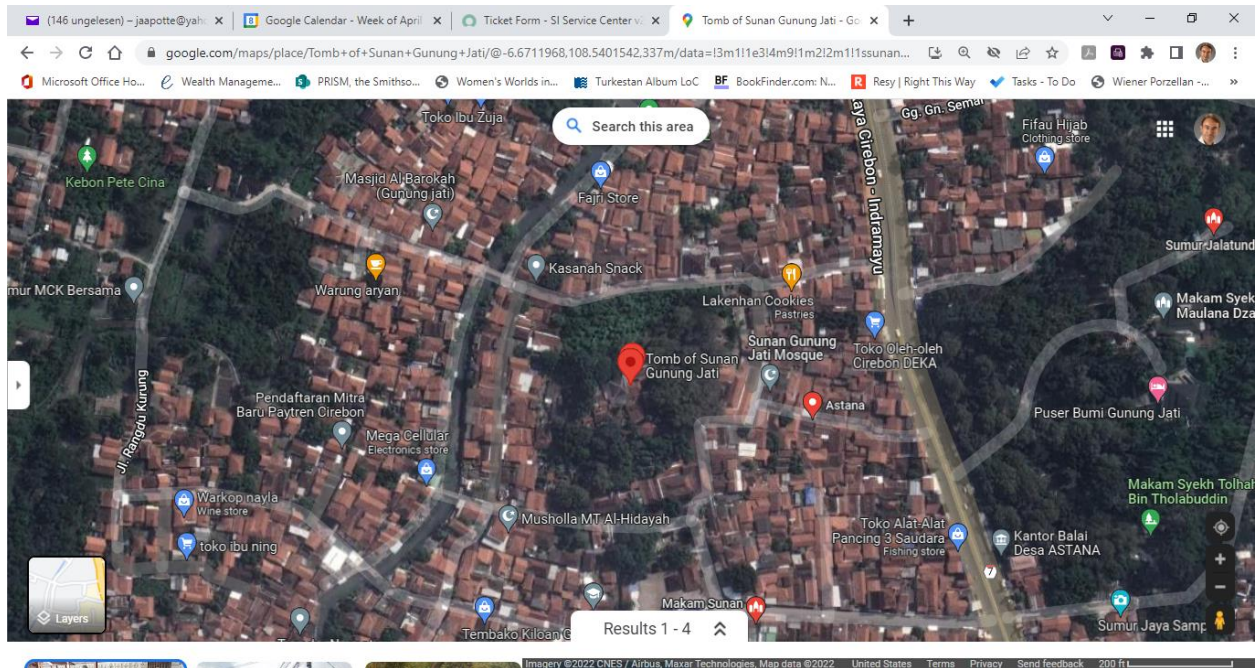 (146 ungelesen) – jaapotte@yah
Google Calendar - Week of April
Ticket Form - SI Service Center v
Tomb of Sunan Gunung Jati - Go
google.com/maps/place/Tomb+of+Sunan+Gunung+Jati/@-6.6711968,108.5401542,337m/data=!3m1!1e3!4m9!1m2!2m1!1ssunan...
Microsoft Office Ho...
Wealth Manageme...
PRISM, the Smithso...
Women's Worlds in...
Turkestan Album LoC
BF BookFinder.com: N...
Resy | Right This Way
Tasks - To Do
Wiener Porzellan -...
Toko Ibu Zuja
Search this area
Gg. Gn. Semar
Fifau Hijab
Clothing store
Kebon Pete Cina
Masjid Al Barokah
(Gunung jati)
Fajri Store
Raya Cirebon - Indramayu
Sumur Jalatund
Kasanah Snack
mur MCK Bersama
Warung aryan
Lakenhan Cookies
Pastries
Makam Syek
Maulana Dza
Sunan Gunung
Jati Mosque
Tomb of Sunan
Gunung Jati
Toko Oleh-oleh
Cirebon DEKA
Astana
Puser Bumi Gunung Jati
Pendaftaran Mitra
Baru Paytren Cirebon
Jl. Rangdu Kurung
Mega Cellular
Electronics store
Warkop nayla
Wine store
toko ibu ning
Musholla MT Al-Hidayah
Makam Syekh Tolhah
Bin Tholabuddin
Toko Alat-Alat
Pancing 3 Saudara
Fishing store
Kantor Balai
Desa ASTANA
7
Layers
Makam Sunan
Sumur Jaya Samp
Tembako Kiloan G
Results 1 - 4
Imagery ©2022 CNES / Airbus, Maxar Technologies, Map data ©2022 United States Terms Privacy Send feedback 200 ft